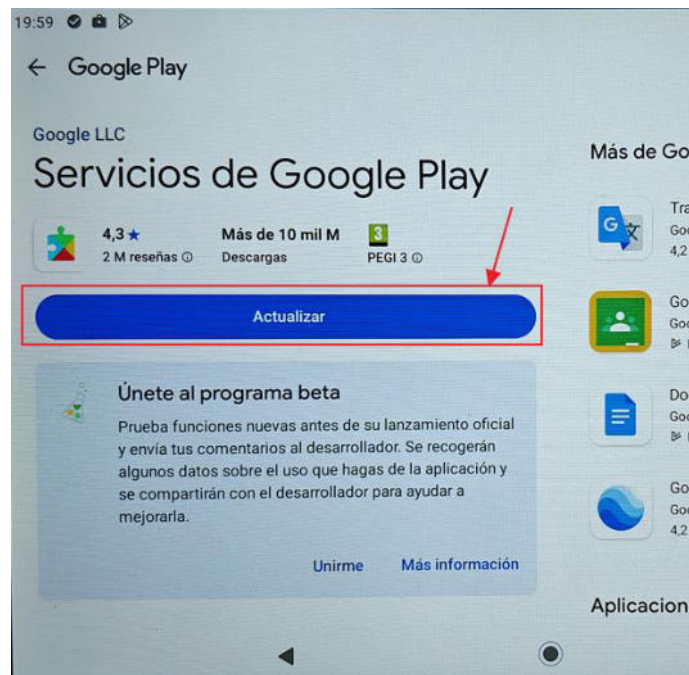 19:59
Google Play
Google LLC
Servicios de Google Play
4,3★
2 M reseñas
Más de 10 mil M
Descargas
3
PEGI 3
Actualizar
Únete al programa beta
Prueba funciones nuevas antes de su lanzamiento oficial
y envía tus comentarios al desarrollador. Se recogerán
algunos datos sobre el uso que hagas de la aplicación y
se compartirán con el desarrollador para ayudar a
mejorarla.
Unirme Más información
Más de Go
Tra
Goo
4,2
Go
Goo
Do
Goo
Go
Goo
4,2
Aplicacion